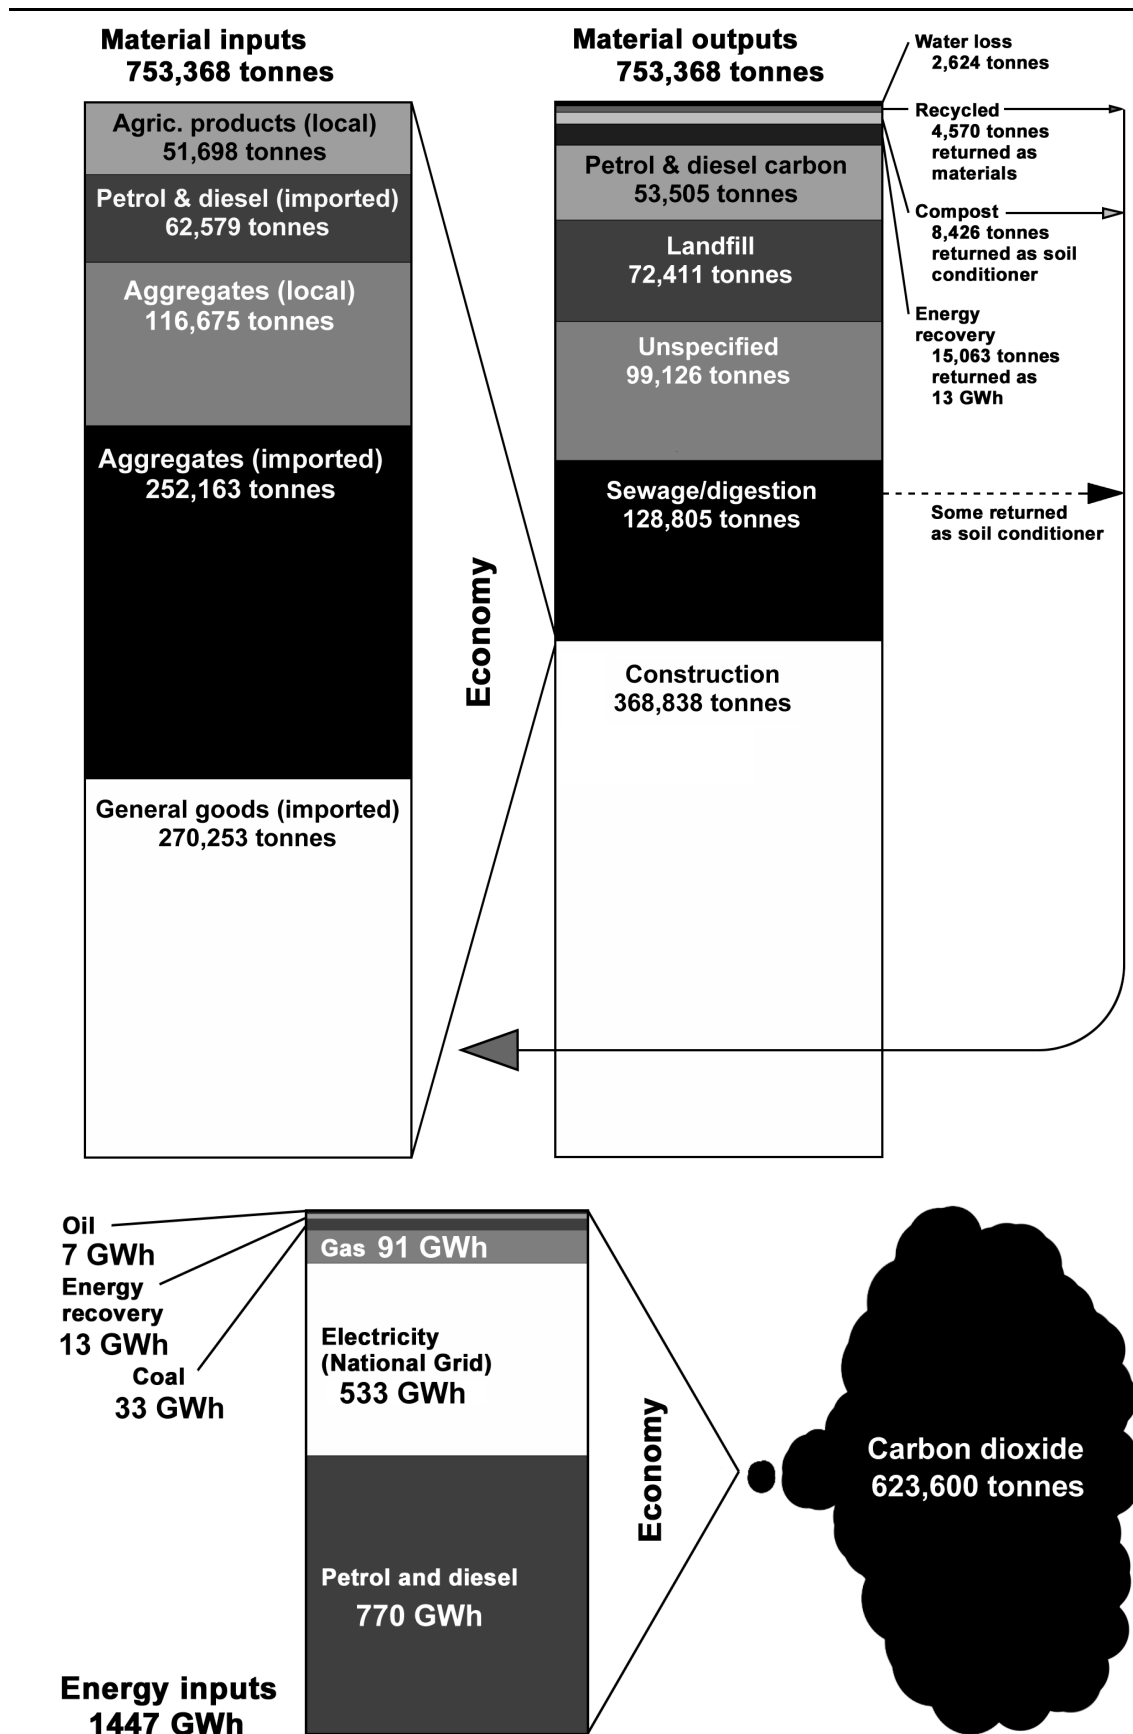 Material inputs
753,368 tonnes
Agric. products (local)
51,698 tonnes
Petrol & diesel (imported)
62,579 tonnes
Aggregates (local)
116,675 tonnes
Aggregates (imported)
252,163 tonnes
General goods (imported)
270,253 tonnes
Economy
Material outputs
753,368 tonnes
Petrol & diesel carbon
53,505 tonnes
Landfill
72,411 tonnes
Unspecified
99,126 tonnes
Sewage/digestion
128,805 tonnes
Construction
368,838 tonnes
Water loss
2,624 tonnes
Recycled
4,570 tonnes
returned as
materials
Compost
8,426 tonnes
returned as soil
conditioner
Energy
recovery
15,063 tonnes
returned as
13 GWh
Some returned
as soil conditioner
Oil
7 GWh
Energy
recovery
13 GWh
Coal
33 GWh
Gas 91 GWh
Electricity
(National Grid)
533 GWh
Petrol and diesel
770 GWh
Energy inputs
1447 GWh
Economy
Carbon dioxide
623,600 tonnes